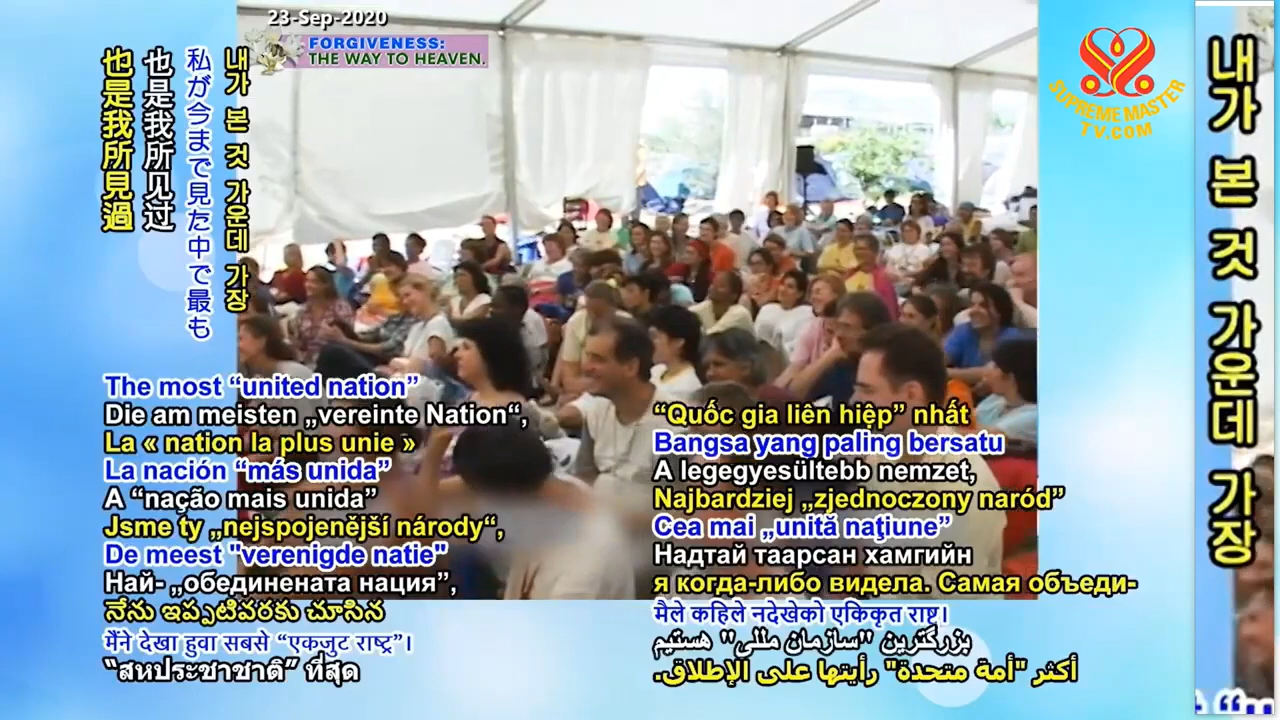 23-Sep-2020
FORGIVENESS:
THE WAY TO HEAVEN.
SUPREME MASTER
TV.COM
내가 본 것 가운데 가장
私が今まで見た中で最も
也是我所见过
也是我所見過
The most “united nation”
Die am meisten „vereinte Nation“,
La « nation la plus unie »
La nación “más unida”
A “nação mais unida”
Jsme ty „nejspojenější národy“,
De meest "verenigde natie"
Най- „обединената нация”,
నేను ఇప్పటివరకు చూసిన
मैंने देखा हुवा सबसे “एकजुट राष्ट्र”।
“สหประชาชาติ” ที่สุด
“Quốc gia liên hiệp” nhất
Bangsa yang paling bersatu
A legegyesültebb nemzet,
Najbardziej „zjednoczony naród”
Cea mai „unită naţiune”
Надтай таарсан хамгийн
я когда-либо видела. Самая объеди-
मैले कहिले नदेखेको एकिकृत राष्ट्र।
بزرگترین "سازمان مللی" هستیم
أكثر "أمة متحدة" رأيتها على الإطلاق.
내가 본 것 가운데 가장